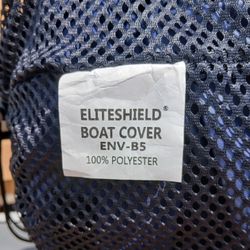 ELITESHIELD®
BOAT COVER
ENV-B5
100% POLYESTER